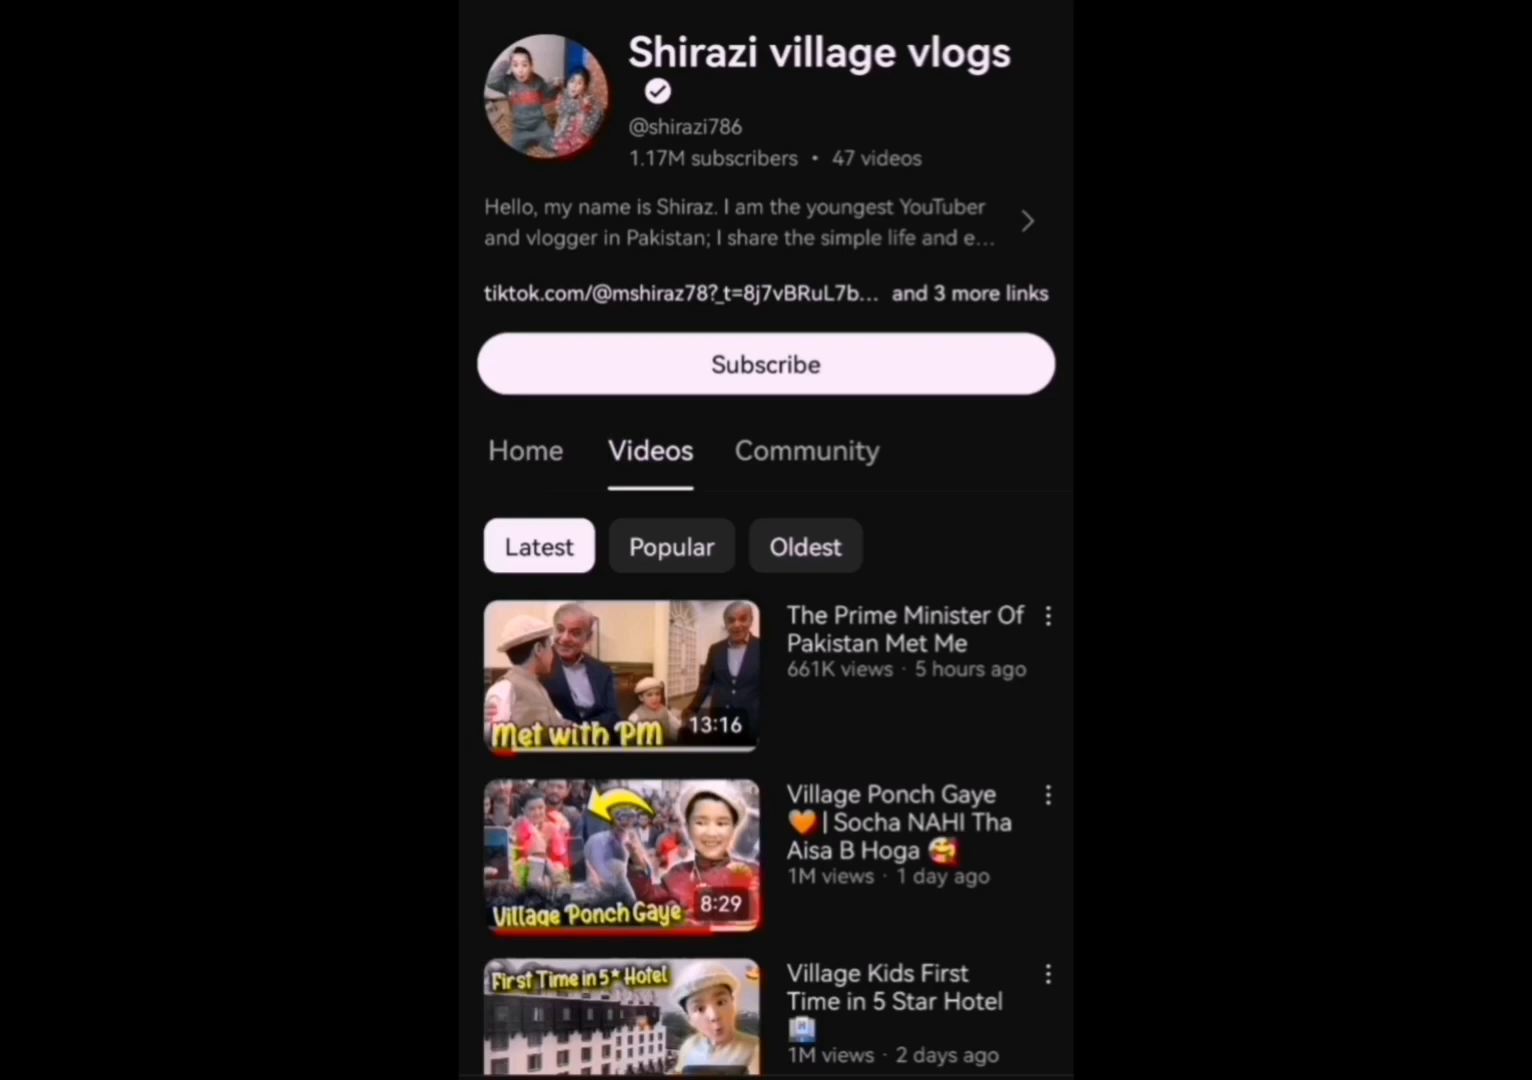 Shirazi village vlogs
@shirazi786
1.17M subscribers • 47 videos
Hello, my name is Shiraz. I am the youngest YouTuber
and vlogger in Pakistan; I share the simple life and e...
tiktok.com/@mshiraz78?_t=8j7vBRuL7b... and 3 more links
Subscribe
Home Videos Community
Latest Popular Oldest
Met with PM
13:16
The Prime Minister Of
Pakistan Met Me
661K views · 5 hours ago
Village Ponch Gaye
8:29
Village Ponch Gaye
🧡 | Socha NAHI Tha
Aisa B Hoga 🥰
1M views · 1 day ago
First Time in 5* Hotel
Village Kids First
Time in 5 Star Hotel
🏨
1M views · 2 days ago